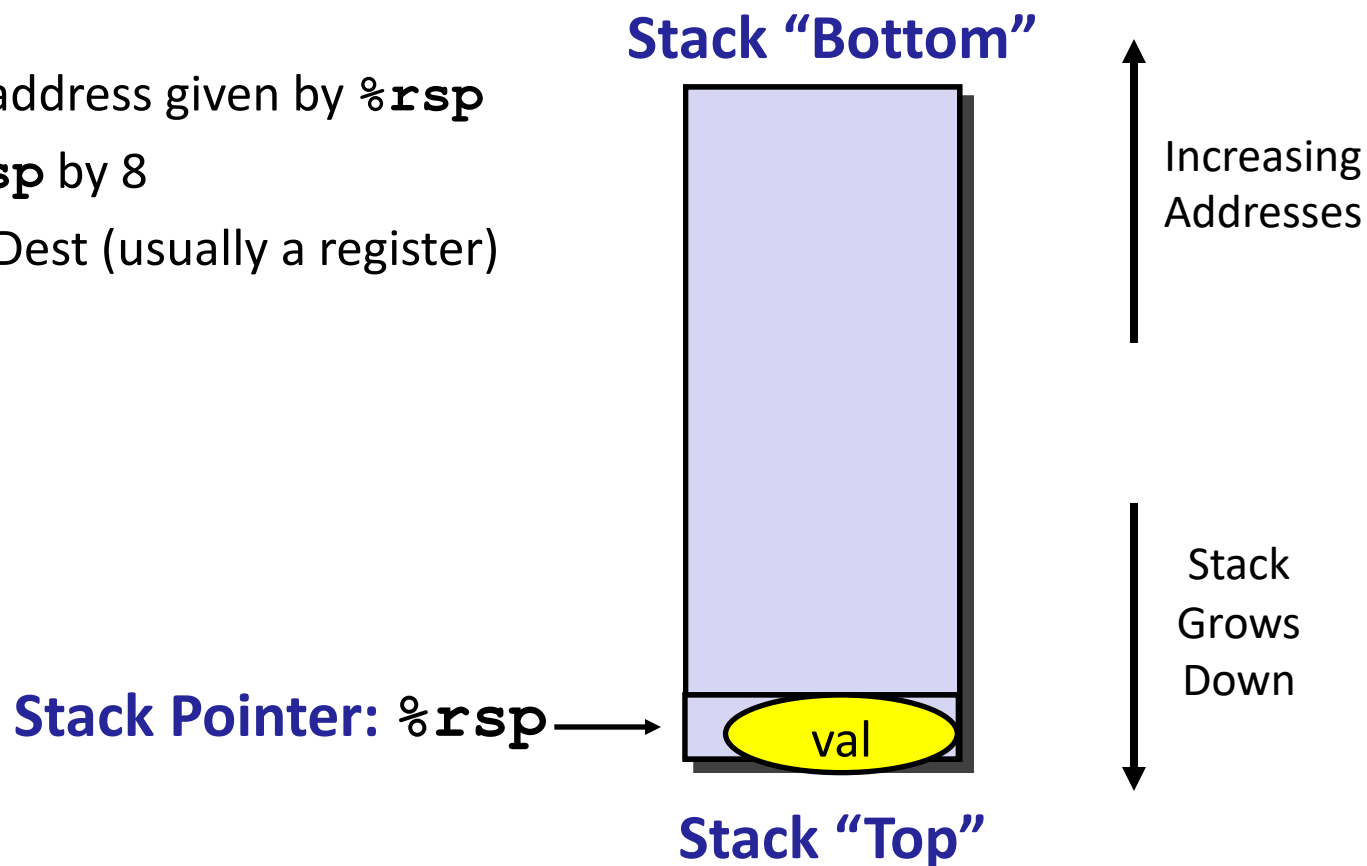 Stack “Bottom”
address given by %rsp
sp by 8
Dest (usually a register)
Increasing
Addresses
Stack
Grows
Down
Stack Pointer: %rsp
val
Stack “Top”